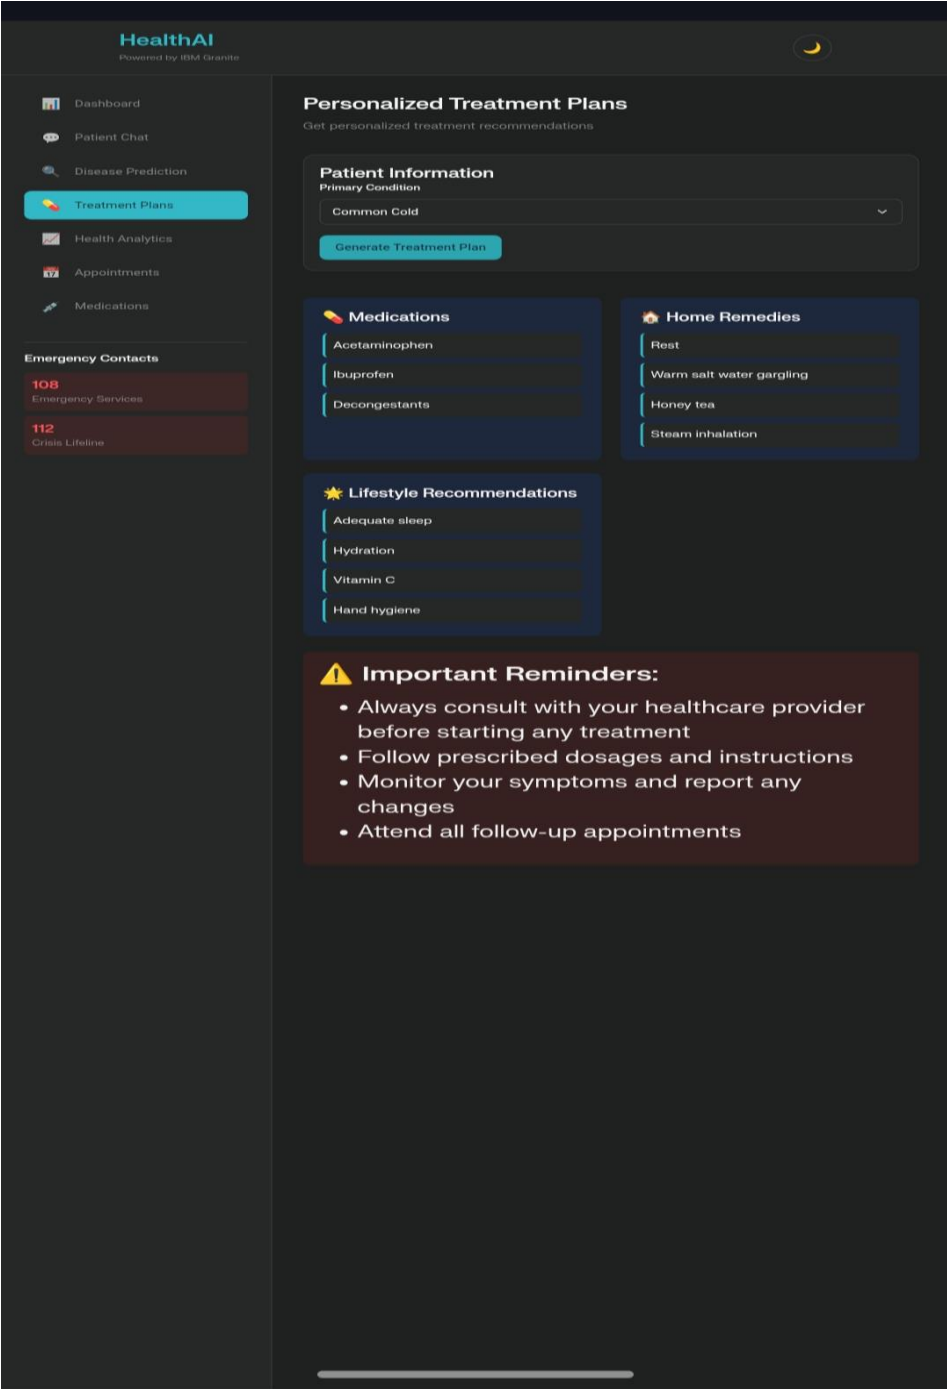 HealthAI
Powered by IBM Granite
Dashboard
Patient Chat
Disease Prediction
Treatment Plans
Health Analytics
Appointments
Medications
Emergency Contacts
108
Emergency Services
112
Crisis Lifeline
Personalized Treatment Plans
Get personalized treatment recommendations
Patient Information
Primary Condition
Common Cold
Generate Treatment Plan
💊 Medications
Acetaminophen
Ibuprofen
Decongestants
🏠 Home Remedies
Rest
Warm salt water gargling
Honey tea
Steam inhalation
🌟 Lifestyle Recommendations
Adequate sleep
Hydration
Vitamin C
Hand hygiene
⚠️ Important Reminders:
• Always consult with your healthcare provider
before starting any treatment
• Follow prescribed dosages and instructions
• Monitor your symptoms and report any
changes
• Attend all follow-up appointments